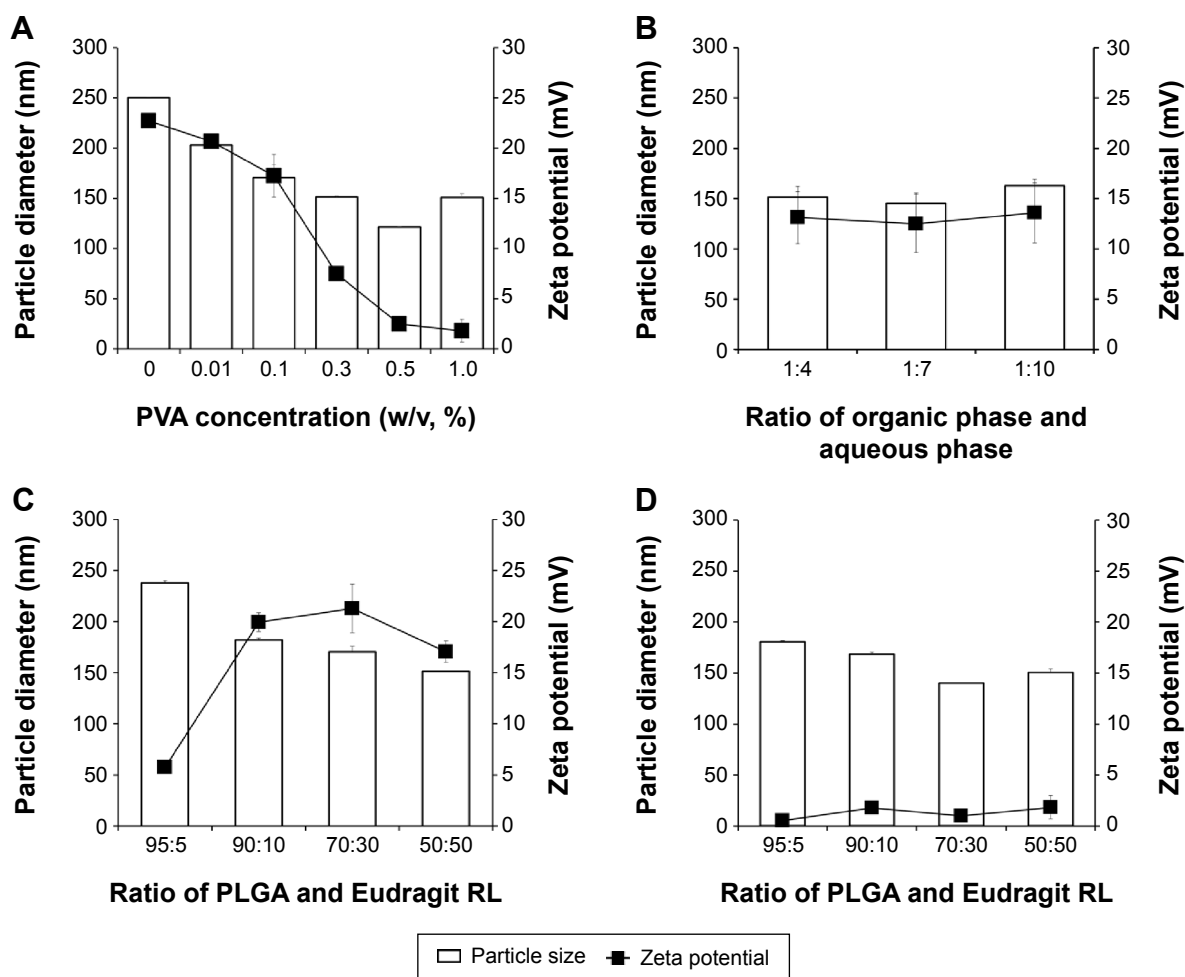 A
Particle diameter (nm)
300
250
200
150
100
50
0
30
25
20
15
10
5
0
Zeta potential (mV)
0 0.01 0.1 0.3 0.5 1.0
PVA concentration (w/v, %)
B
Particle diameter (nm)
300
250
200
150
100
50
0
30
25
20
15
10
5
0
Zeta potential (mV)
1:4 1:7 1:10
Ratio of organic phase and
aqueous phase
C
Particle diameter (nm)
300
250
200
150
100
50
0
30
25
20
15
10
5
0
Zeta potential (mV)
95:5 90:10 70:30 50:50
Ratio of PLGA and Eudragit RL
D
Particle diameter (nm)
300
250
200
150
100
50
0
30
25
20
15
10
5
0
Zeta potential (mV)
95:5 90:10 70:30 50:50
Ratio of PLGA and Eudragit RL
Particle size Zeta potential